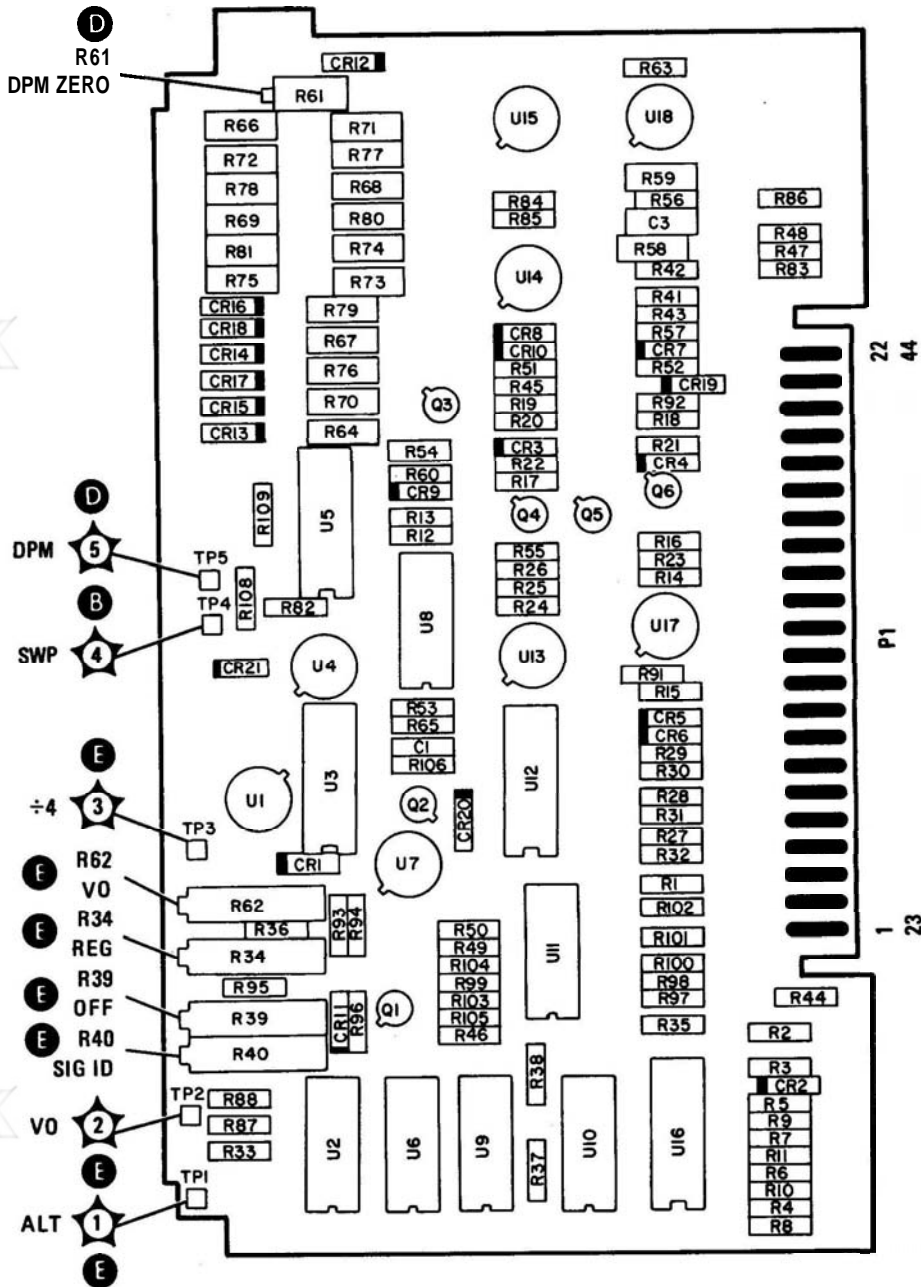 D
R61
DPM ZERO
CR12
R61
R63
U15
U18
R66
R71
R72
R77
R78
R68
R69
R80
R81
R74
R75
R73
R59
R56
C3
R58
R42
R84
R85
U14
R86
R48
R47
R83
CR16
CR18
CR14
CR17
CR15
CR13
R79
R67
R76
R70
R64
Q3
CR8
CR10
R51
R45
R19
R20
R41
R43
R57
CR7
R52
CR19
R92
R18
22
44
R54
R60
CR9
R13
R12
CR3
R22
R17
R21
CR4
Q6
Q4
Q5
D
DPM
5
TP5
R109
U5
B
SWP
4
TP4
R108
R82
U8
R55
R26
R25
R24
R16
R23
R14
CR21
U4
U13
U17
P1
R91
R15
R53
R65
C1
R106
CR5
CR6
R29
R30
E
÷4
3
TP3
U1
U3
Q2
CR20
U12
R28
R31
R27
R32
CR1
U7
E
R62
VO
R62
R36
R93
R94
E
R34
REG
R34
R95
R50
R49
R104
R99
R103
R105
R46
U11
R1
R102
R101
R100
R98
R97
R35
1
23
E
R39
OFF
R39
CR11
R96
Q1
E
R40
SIG ID
R40
R44
R2
R3
CR2
R5
R9
R7
R11
R6
R10
R4
R8
VO
2
TP2
R88
R87
R33
U2
U6
U9
R38
R37
U10
U16
E
ALT
1
TP1
E